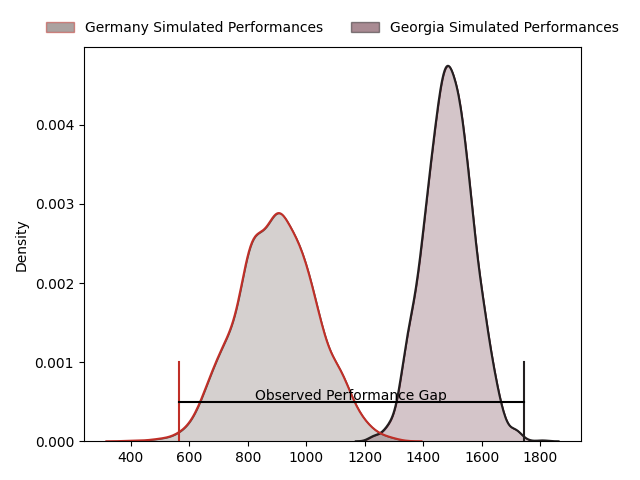 Germany Simulated Performances Georgia Simulated Performances
0.004
0.003
Density
0.002
0.001
Observed Performance Gap
0.000
400 600 800 1000 1200 1400 1600 1800